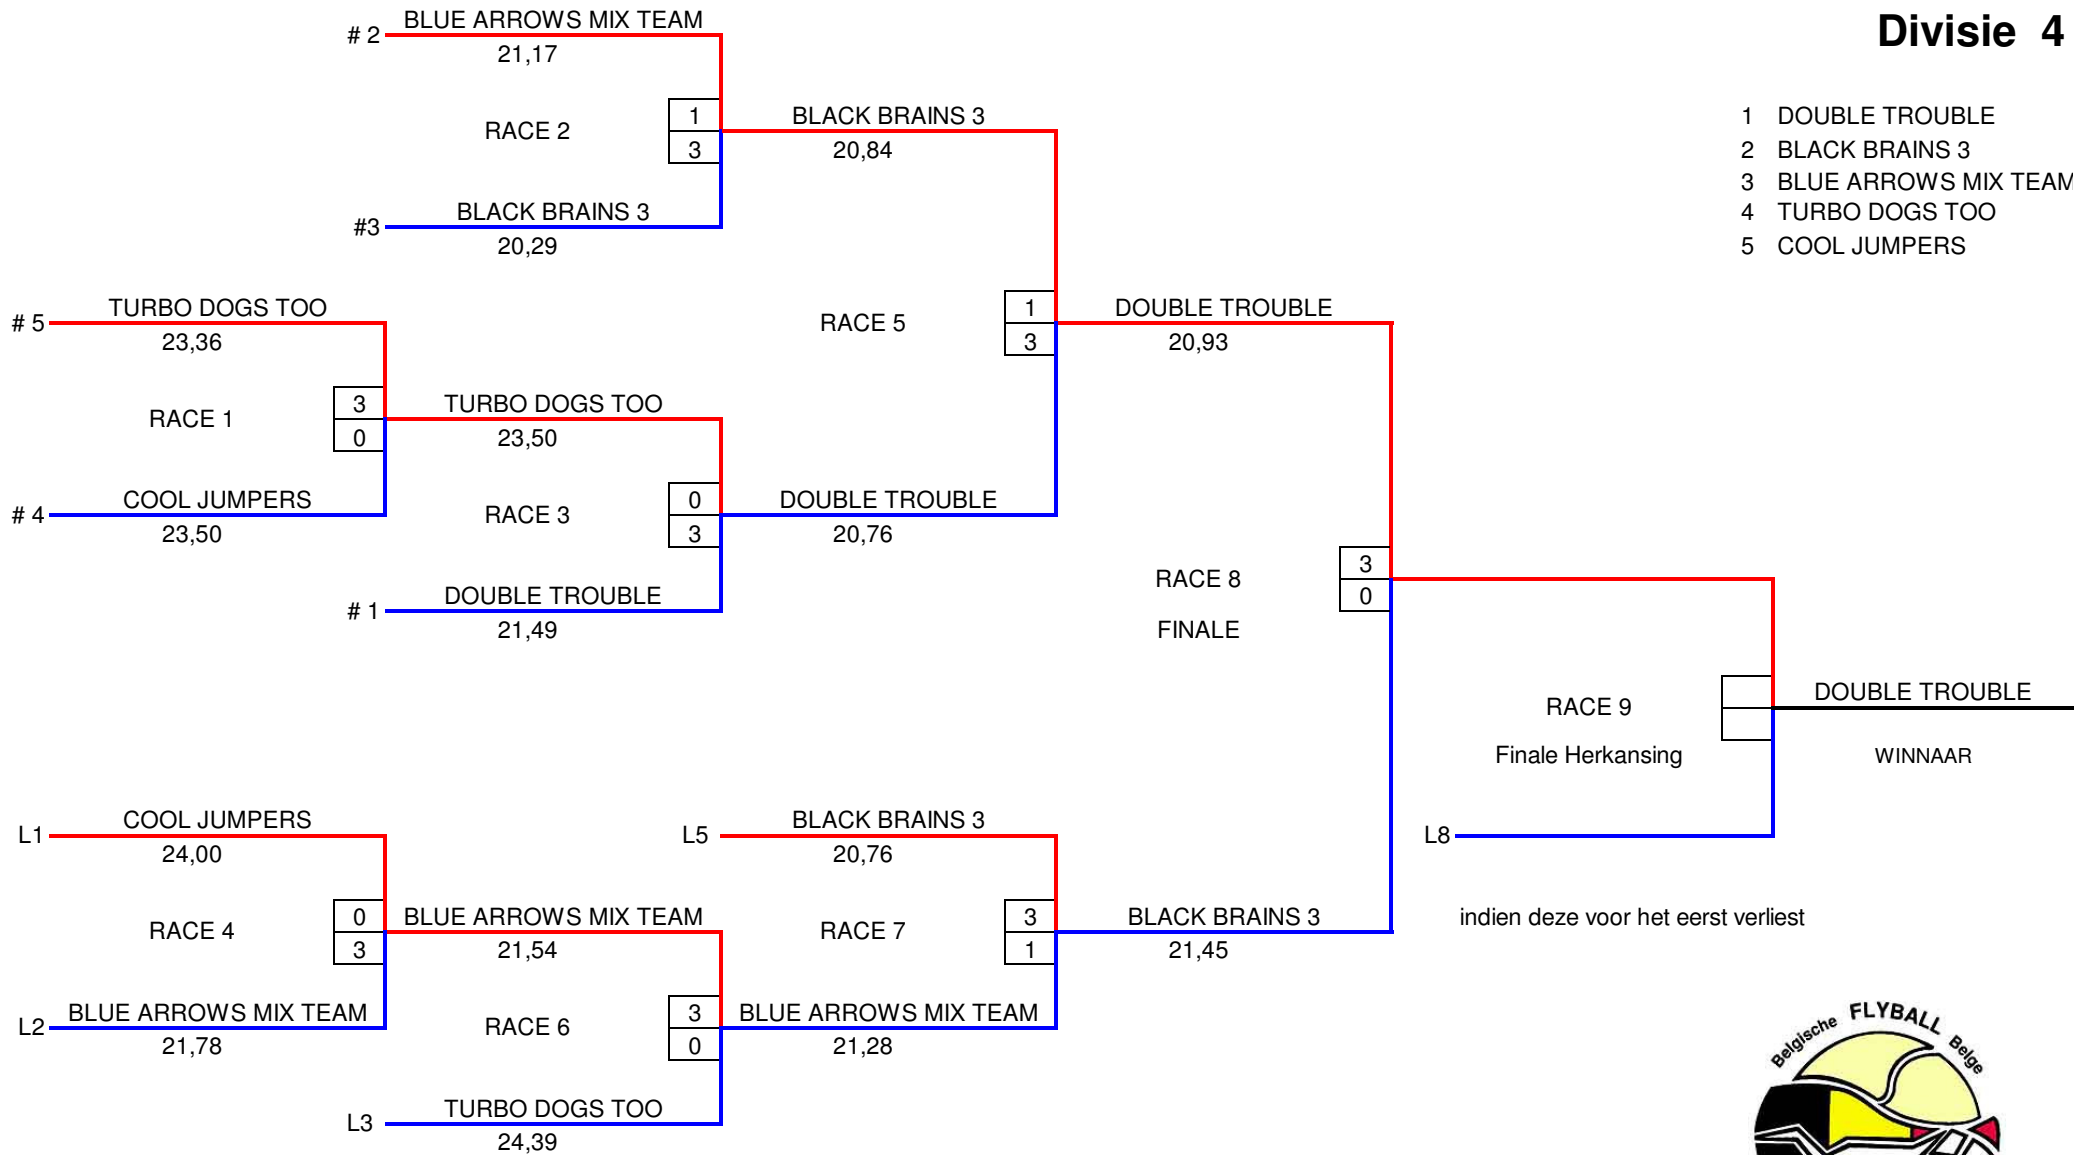 Divisie 4
1 DOUBLE TROUBLE
2 BLACK BRAINS 3
3 BLUE ARROWS MIX TEAM
4 TURBO DOGS TOO
5 COOL JUMPERS
# 2 BLUE ARROWS MIX TEAM
21,17
RACE 2
1
3
#3 BLACK BRAINS 3
20,29
BLACK BRAINS 3
20,84
# 5 TURBO DOGS TOO
23,36
RACE 1
3
0
# 4 COOL JUMPERS
23,50
TURBO DOGS TOO
23,50
RACE 3
0
3
# 1 DOUBLE TROUBLE
21,49
DOUBLE TROUBLE
20,76
RACE 5
1
3
DOUBLE TROUBLE
20,93
RACE 8
FINALE
3
0
RACE 9
Finale Herkansing
DOUBLE TROUBLE
WINNAAR
L8
indien deze voor het eerst verliest
L1 COOL JUMPERS
24,00
RACE 4
0
3
L2 BLUE ARROWS MIX TEAM
21,78
BLUE ARROWS MIX TEAM
21,54
RACE 6
3
0
L3 TURBO DOGS TOO
24,39
L5 BLACK BRAINS 3
20,76
RACE 7
3
1
BLUE ARROWS MIX TEAM
21,28
BLACK BRAINS 3
21,45
Belgische FLYBALL Belge